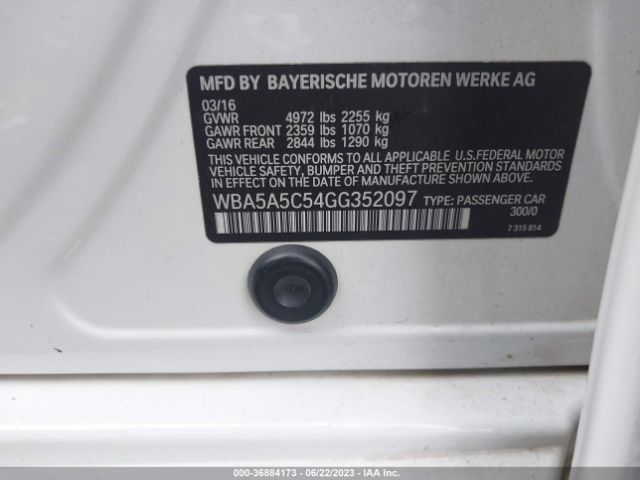 MFD BY BAYERISCHE MOTOREN WERKE AG
03/16
GVWR 4972 lbs 2255 kg
GAWR FRONT 2359 lbs 1070 kg
GAWR REAR 2844 lbs 1290 kg
THIS VEHICLE CONFORMS TO ALL APPLICABLE U.S.FEDERAL MOTOR
VEHICLE SAFETY, BUMPER AND THEFT PREVENTION STANDARDS
IN EFFECT ON THE DATE OF MANUFACTURE SHOWN ABOVE.
WBA5A5C54GG352097 TYPE: PASSENGER CAR
300/0
7 315 814
000-36884173 - 06/22/2023 - IAA Inc.